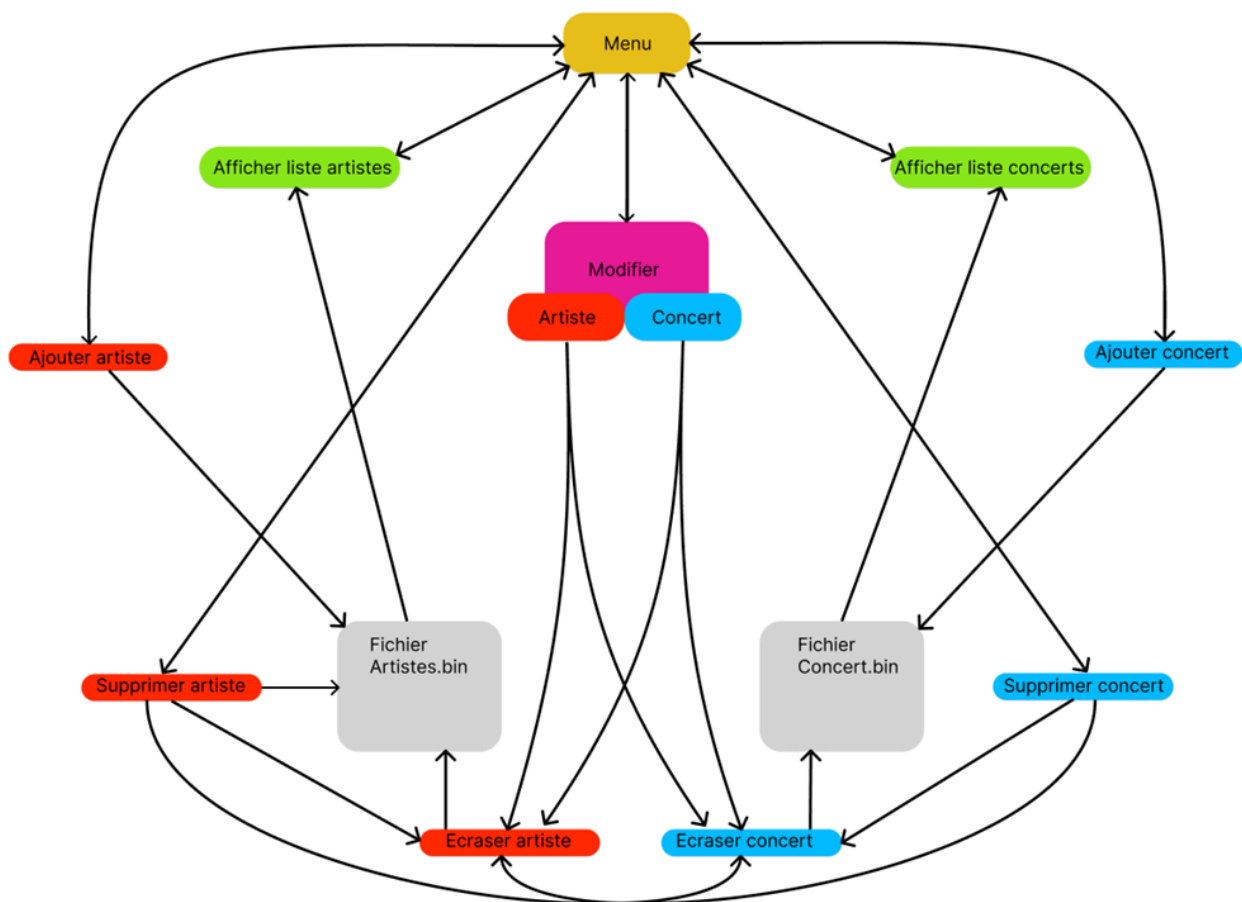 Menu
Afficher liste artistes
Afficher liste concerts
Modifier
Artiste
Concert
Ajouter artiste
Ajouter concert
Fichier
Artistes.bin
Fichier
Concert.bin
Supprimer artiste
Supprimer concert
Ecraser artiste
Ecraser concert